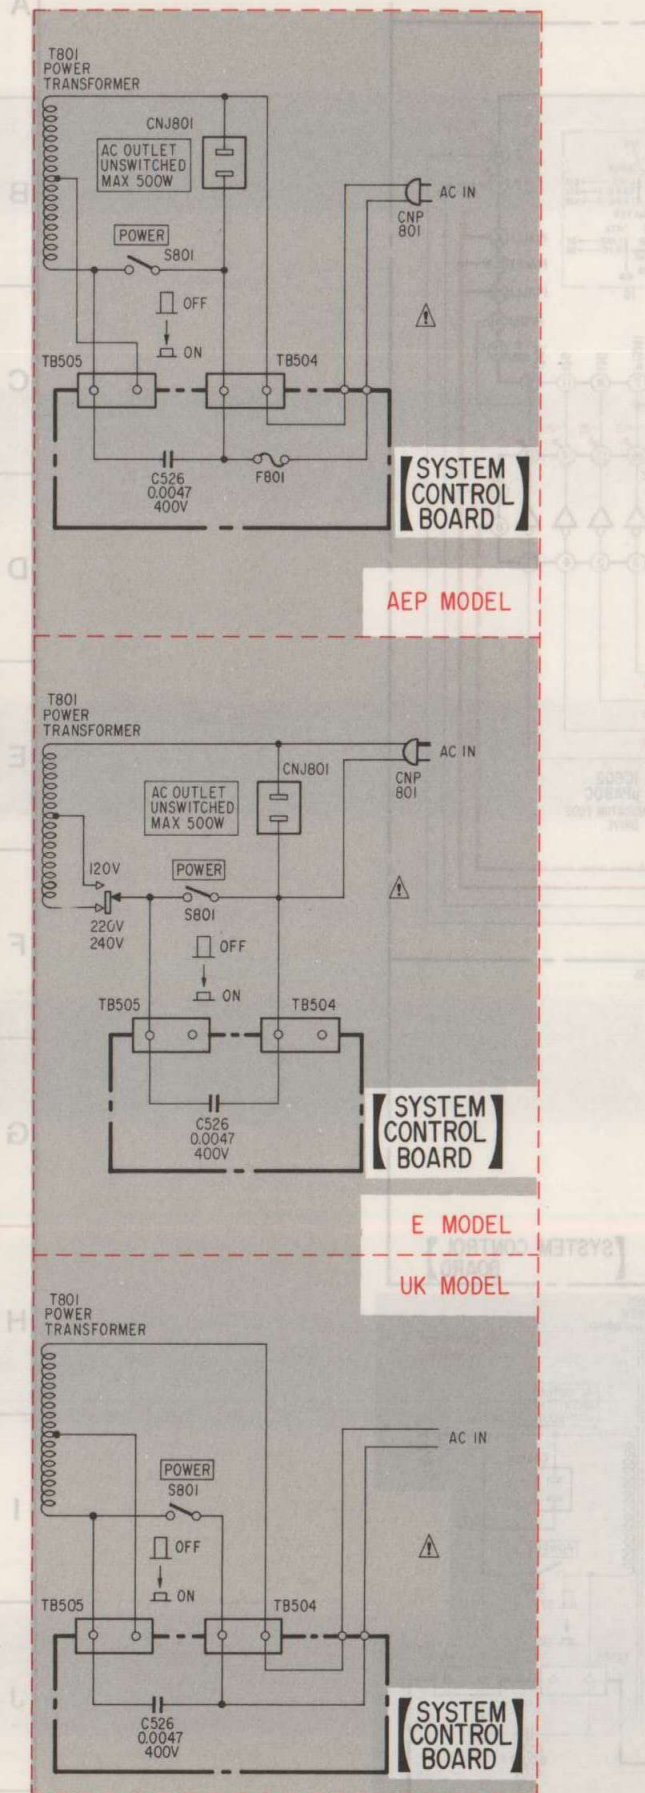 T801
POWER
TRANSFORMER
CNJ801
AC OUTLET
UNSWITCHED
MAX 500W
AC IN
CNP
801
POWER
S801
OFF
ON
TB505
TB504
C526
0.0047
400V
F801
SYSTEM
CONTROL
BOARD
AEP MODEL
T801
POWER
TRANSFORMER
CNJ801
AC IN
CNP
801
AC OUTLET
UNSWITCHED
MAX 500W
120V
POWER
S801
220V
240V
OFF
ON
TB505
TB504
C526
0.0047
400V
SYSTEM
CONTROL
BOARD
E MODEL
UK MODEL
T801
POWER
TRANSFORMER
AC IN
POWER
S801
OFF
ON
TB505
TB504
C526
0.0047
400V
SYSTEM
CONTROL
BOARD